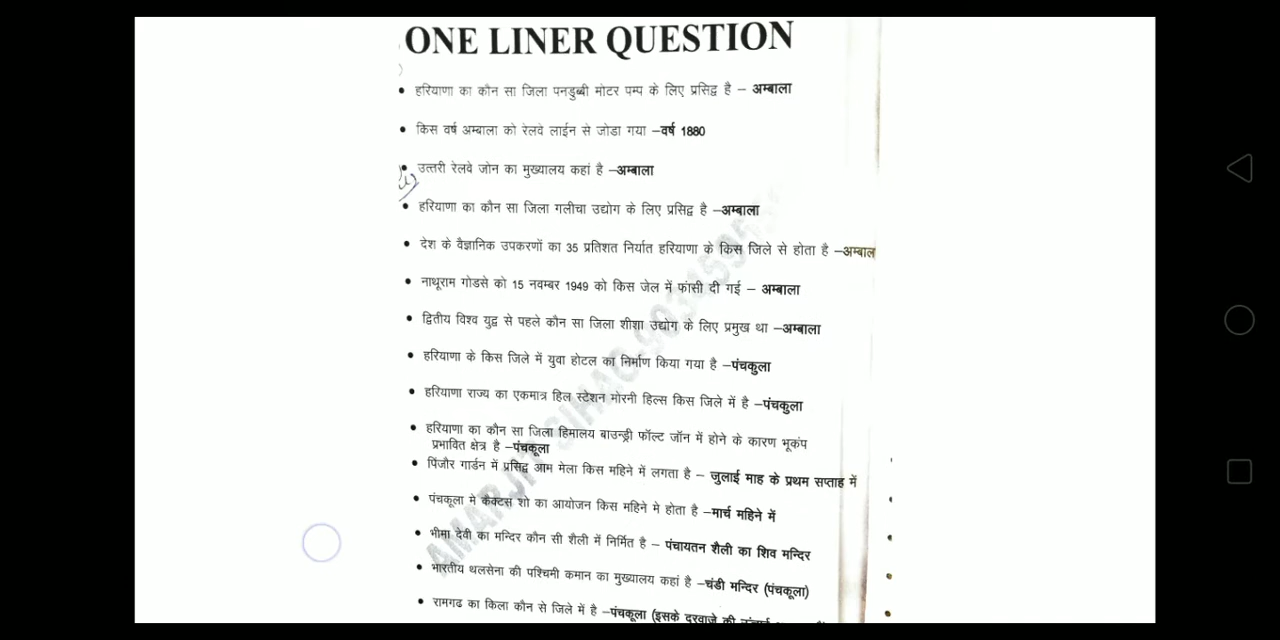 ONE LINER QUESTION
• हरियाणा का कौन सा जिला पनडुब्बी मोटर पम्प के लिए प्रसिद्व है – अम्बाला
• किस वर्ष अम्बाला को रेलवे लाईन से जोडा गया –वर्ष 1880
• उत्तरी रेलवे जोन का मुख्यालय कहां है –अम्बाला
• हरियाणा का कौन सा जिला गलीचा उद्योग के लिए प्रसिद्व है –अम्बाला
• देश के वैज्ञानिक उपकरणों का 35 प्रतिशत निर्यात हरियाणा के किस जिले से होता है –अम्बाल
• नाथूराम गोडसे को 15 नवम्बर 1949 को किस जेल में फांसी दी गई – अम्बाला
• द्वितीय विश्व युद्व से पहले कौन सा जिला शीशा उद्योग के लिए प्रमुख था –अम्बाला
• हरियाणा के किस जिले में युवा होटल का निर्माण किया गया है –पंचकुला
• हरियाणा राज्य का एकमात्र हिल स्टेशन मोरनी हिल्स किस जिले में है –पंचकुला
• हरियाणा का कौन सा जिला हिमालय बाउन्ड्री फॉल्ट जॉन में होने के कारण भूकंप
प्रभावित क्षेत्र है –पंचकूला
• पिंजौर गार्डन में प्रसिद्व आम मेला किस महिने में लगता है – जुलाई माह के प्रथम सप्ताह में
• पंचकूला मे कैक्टस शो का आयोजन किस महिने मे होता है –मार्च महिने में
• भीमा देवी का मन्दिर कौन सी शैली में निर्मित है – पंचायतन शैली का शिव मन्दिर
• भारतीय थलसेना की पश्चिमी कमान का मुख्यालय कहां है –चंडी मन्दिर (पंचकूला)
• रामगढ का किला कौन से जिले में है –पंचकूला (इसके दरवाजे की
AMARJIT SIHAG